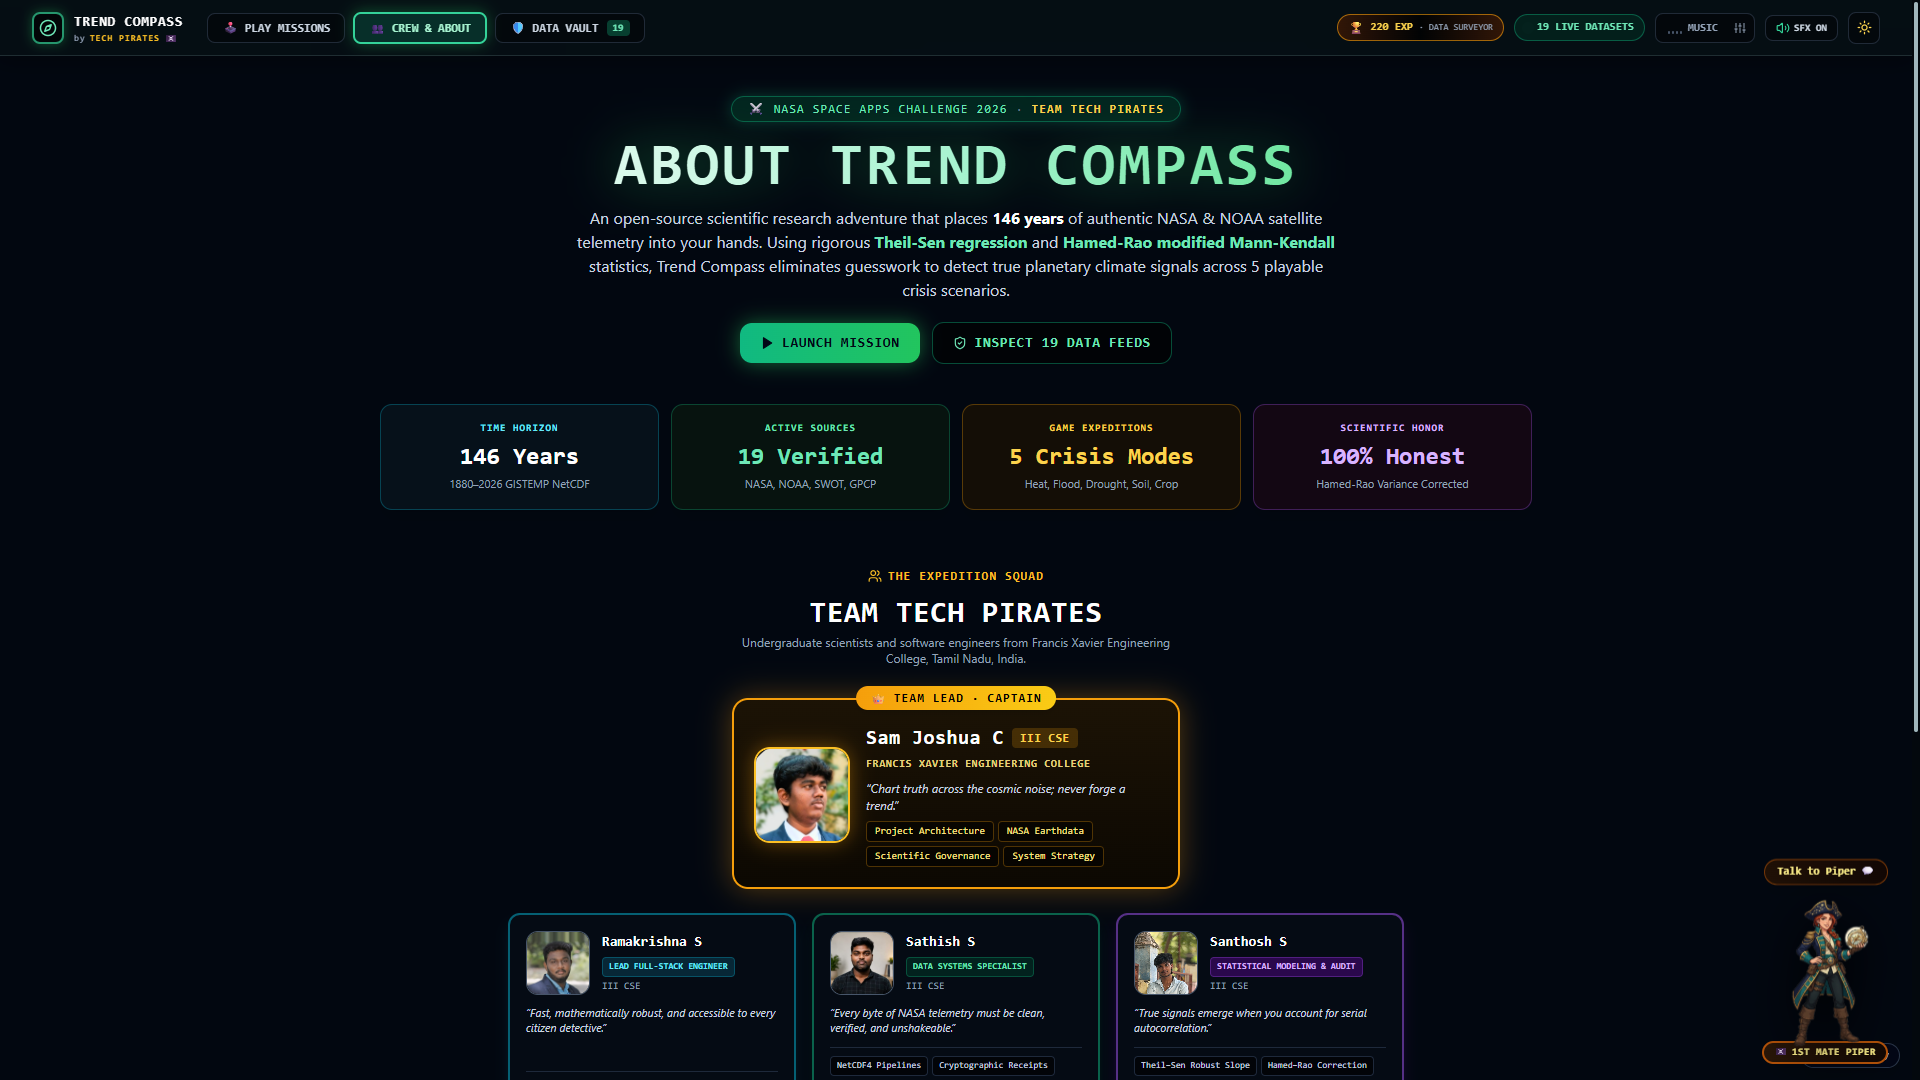 TREND COMPASS
by TECH PIRATES
PLAY MISSIONS
CREW & ABOUT
DATA VAULT 19
220 EXP · DATA SURVEYOR
19 LIVE DATASETS
MUSIC
SFX ON
NASA SPACE APPS CHALLENGE 2026 · TEAM TECH PIRATES
ABOUT TREND COMPASS
An open-source scientific research adventure that places 146 years of authentic NASA & NOAA satellite
telemetry into your hands. Using rigorous Theil-Sen regression and Hamed-Rao modified Mann-Kendall
statistics, Trend Compass eliminates guesswork to detect true planetary climate signals across 5 playable
crisis scenarios.
LAUNCH MISSION
INSPECT 19 DATA FEEDS
TIME HORIZON
146 Years
1880–2026 GISTEMP NetCDF
ACTIVE SOURCES
19 Verified
NASA, NOAA, SWOT, GPCP
GAME EXPEDITIONS
5 Crisis Modes
Heat, Flood, Drought, Soil, Crop
SCIENTIFIC HONOR
100% Honest
Hamed-Rao Variance Corrected
THE EXPEDITION SQUAD
TEAM TECH PIRATES
Undergraduate scientists and software engineers from Francis Xavier Engineering
College, Tamil Nadu, India.
TEAM LEAD · CAPTAIN
Sam Joshua C III CSE
FRANCIS XAVIER ENGINEERING COLLEGE
"Chart truth across the cosmic noise; never forge a
trend."
Project Architecture
NASA Earthdata
Scientific Governance
System Strategy
Ramakrishna S
LEAD FULL-STACK ENGINEER
III CSE
"Fast, mathematically robust, and accessible to every
citizen detective."
Sathish S
DATA SYSTEMS SPECIALIST
III CSE
"Every byte of NASA telemetry must be clean,
verified, and unshakeable."
NetCDF4 Pipelines
Cryptographic Receipts
Santhosh S
STATISTICAL MODELING & AUDIT
III CSE
"True signals emerge when you account for serial
autocorrelation."
Theil-Sen Robust Slope
Hamed-Rao Correction
Talk to Piper
1ST MATE PIPER